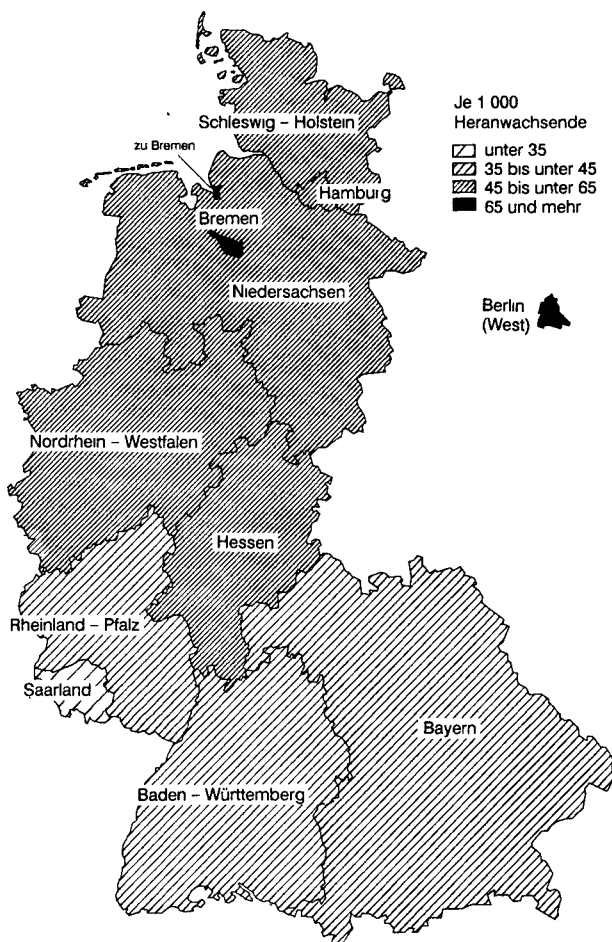 Je 1 000
Heranwachsende
unter 35
35 bis unter 45
45 bis unter 65
65 und mehr
Schleswig – Holstein
zu Bremen
Hamburg
Bremen
Niedersachsen
Berlin
(West)
Nordrhein – Westfalen
Hessen
Rheinland – Pfalz
Saarland
Bayern
Baden – Württemberg